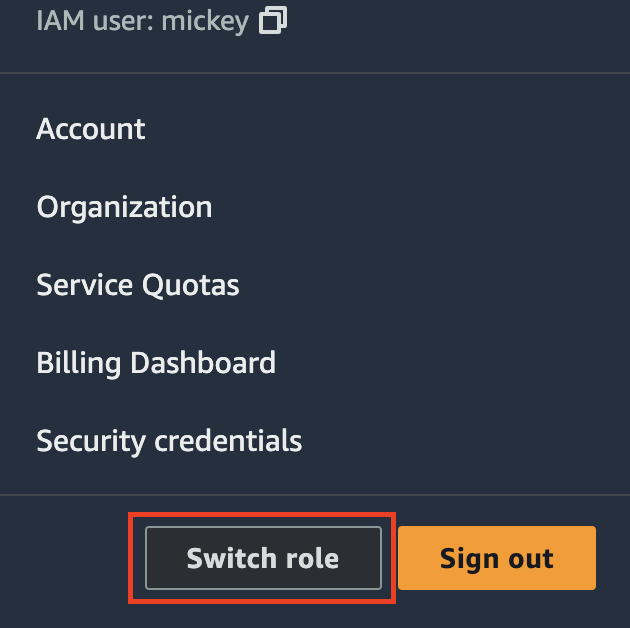 IAM user: mickey
Account
Organization
Service Quotas
Billing Dashboard
Security credentials
Switch role
Sign out